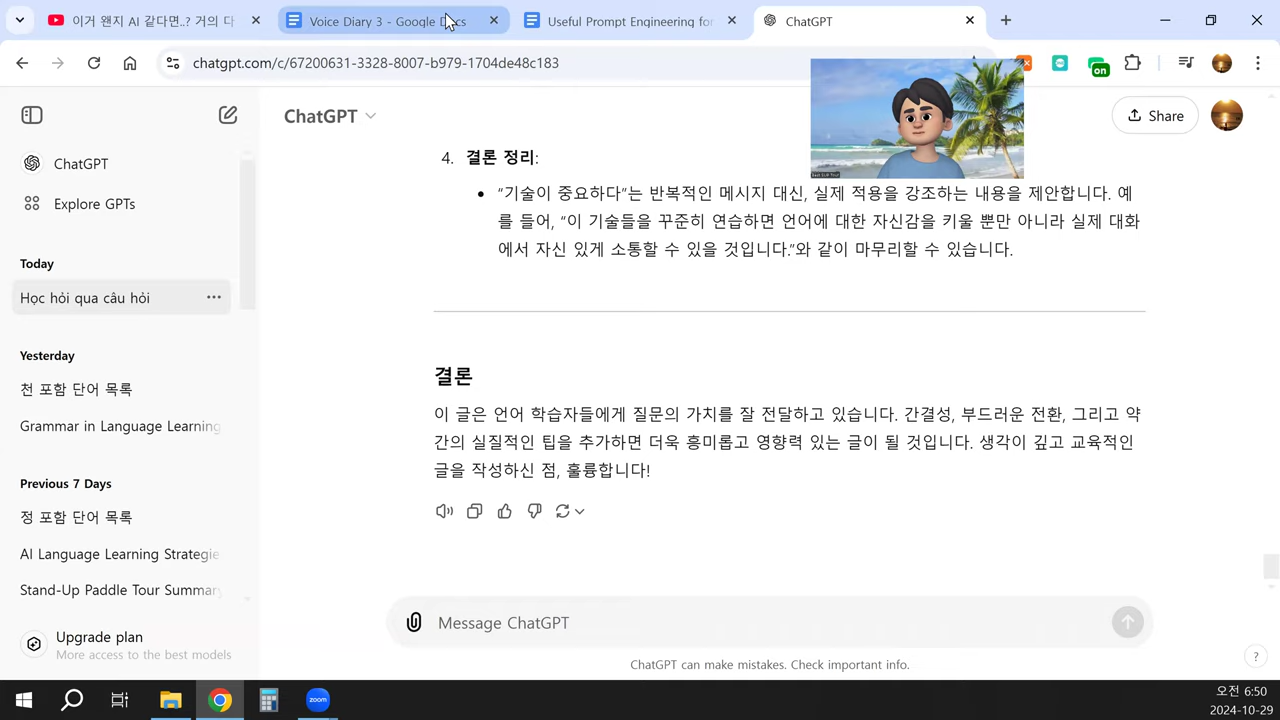 이거 왠지 AI 같다면..? 거의 다
Voice Diary 3 - Google Docs
Useful Prompt Engineering for
ChatGPT
chatgpt.com/c/67200631-3328-8007-b979-1704de48c183
on
ChatGPT
Share
ChatGPT
Explore GPTs
Today
Học hỏi qua câu hỏi
Yesterday
천 포함 단어 목록
Grammar in Language Learning
Previous 7 Days
정 포함 단어 목록
AI Language Learning Strategie
Stand-Up Paddle Tour Summary
Upgrade plan
More access to the best models
4. 결론 정리:
• “기술이 중요하다”는 반복적인 메시지 대신, 실제 적용을 강조하는 내용을 제안합니다. 예
를 들어, “이 기술들을 꾸준히 연습하면 언어에 대한 자신감을 키울 뿐만 아니라 실제 대화
에서 자신 있게 소통할 수 있을 것입니다.”와 같이 마무리할 수 있습니다.
결론
이 글은 언어 학습자들에게 질문의 가치를 잘 전달하고 있습니다. 간결성, 부드러운 전환, 그리고 약
간의 실질적인 팁을 추가하면 더욱 흥미롭고 영향력 있는 글이 될 것입니다. 생각이 깊고 교육적인
글을 작성하신 점, 훌륭합니다!
Message ChatGPT
ChatGPT can make mistakes. Check important info.
?
zoom
오전 6:50
2024-10-29